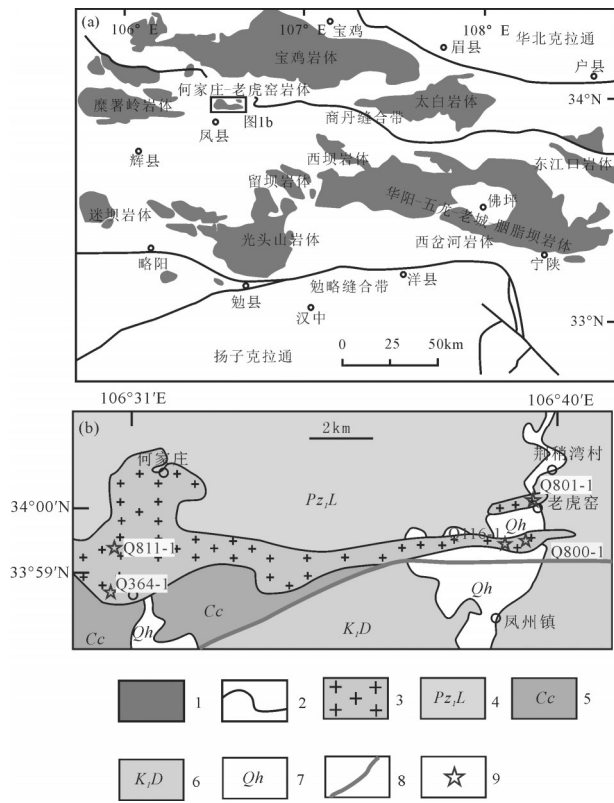 (a)
106° E
107° E
108° E
宝鸡
眉县
华北克拉通
户县
宝鸡岩体
何家庄-老虎窑岩体
糜署岭岩体
太白岩体
34° N
图1b
商丹缝合带
凤县
辉县
西坝岩体
东江口岩体
留坝岩体
佛坪
华阳-五龙-老城-胭脂坝岩体
迷坝岩体
光头山岩体
西岔河岩体
宁陕
略阳
勉县
勉略缝合带
洋县
汉中
33°N
扬子克拉通
0 25 50km
106°31′E
106°40′E
(b)
2km
何家庄
荆稍湾村
Q801-1
34°00′N
Pz₁L
老虎窑
Qh
Q811-1
Q800-1
33°59′N
Q364-1
Cc
Qh
Cc
Qh
K₁D
凤州镇
1
2
3
Pz₁L 4
Cc 5
K₁D 6
Qh 7
8
9